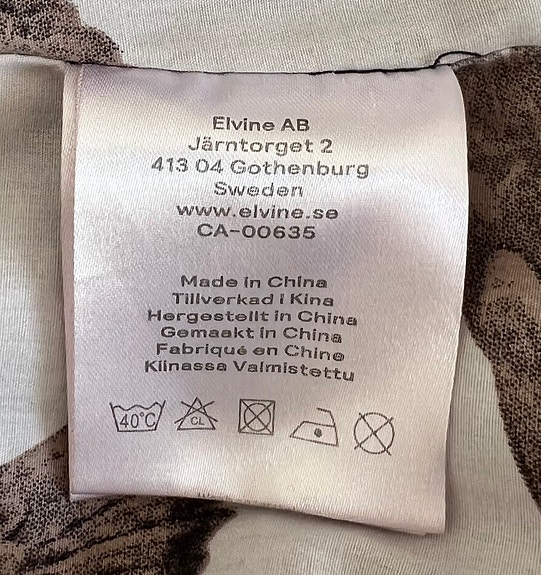 Elvine AB
Järntorget 2
413 04 Gothenburg
Sweden
www.elvine.se
CA-00635
Made in China
Tillverkad i Kina
Hergestellt in China
Gemaakt in China
Fabriqué en Chine
Kiinassa Valmistettu
40°C CL